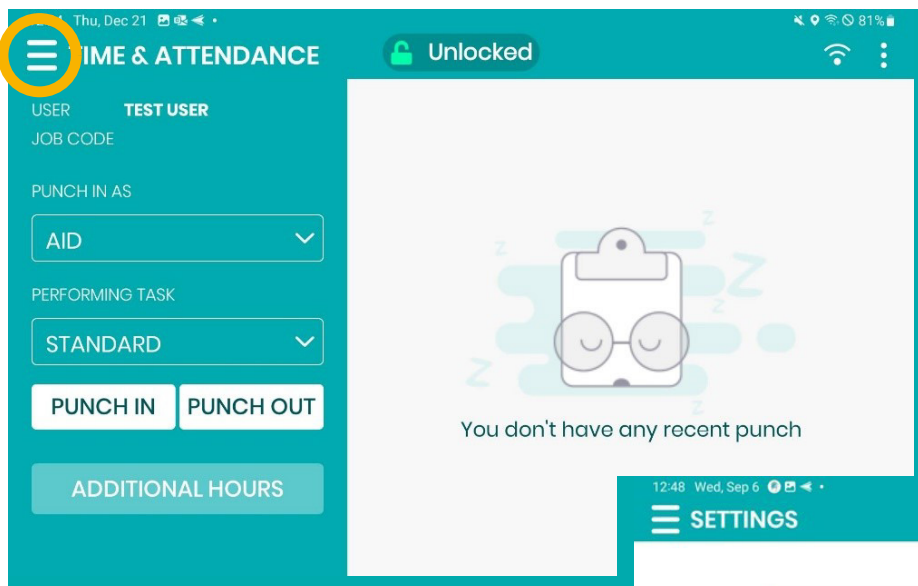 Thu, Dec 21
81%
TIME & ATTENDANCE
Unlocked
USER TEST USER
JOB CODE
PUNCH IN AS
AID
PERFORMING TASK
STANDARD
PUNCH IN PUNCH OUT
ADDITIONAL HOURS
z
z
Z
z
Z
z
You don't have any recent punch
12:48 Wed, Sep 6
SETTINGS